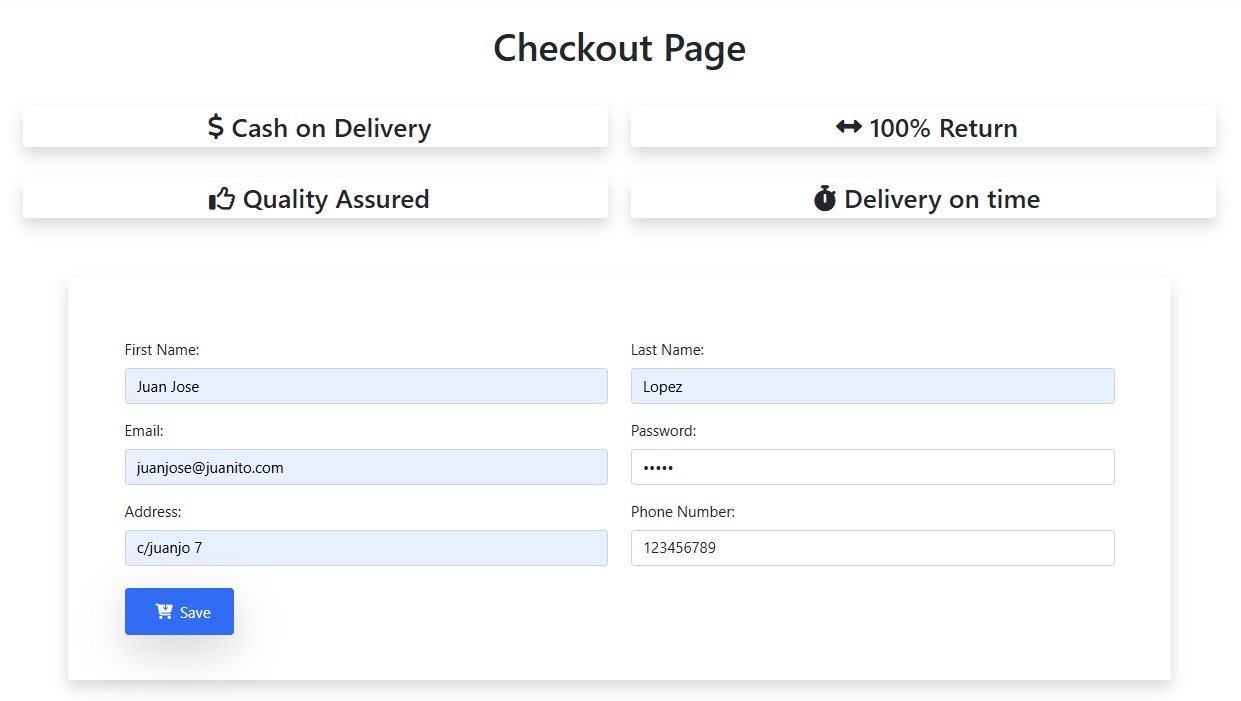 Checkout Page
$ Cash on Delivery
100% Return
Quality Assured
Delivery on time
First Name:
Last Name:
Juan Jose
Lopez
Email:
Password:
juanjose@juanito.com
•••••
Address:
Phone Number:
c/juanjo 7
123456789
Save